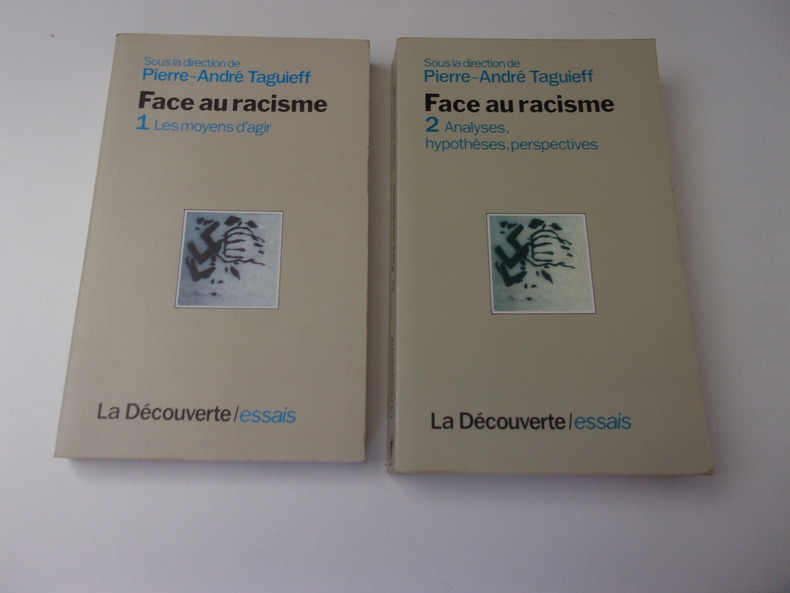 Sous la direction de
Pierre-André Taguieff
Face au racisme
1 Les moyens d'agir
La Découverte/essais
Sous la direction de
Pierre-André Taguieff
Face au racisme
2 Analyses,
hypothèses, perspectives
La Découverte/essais